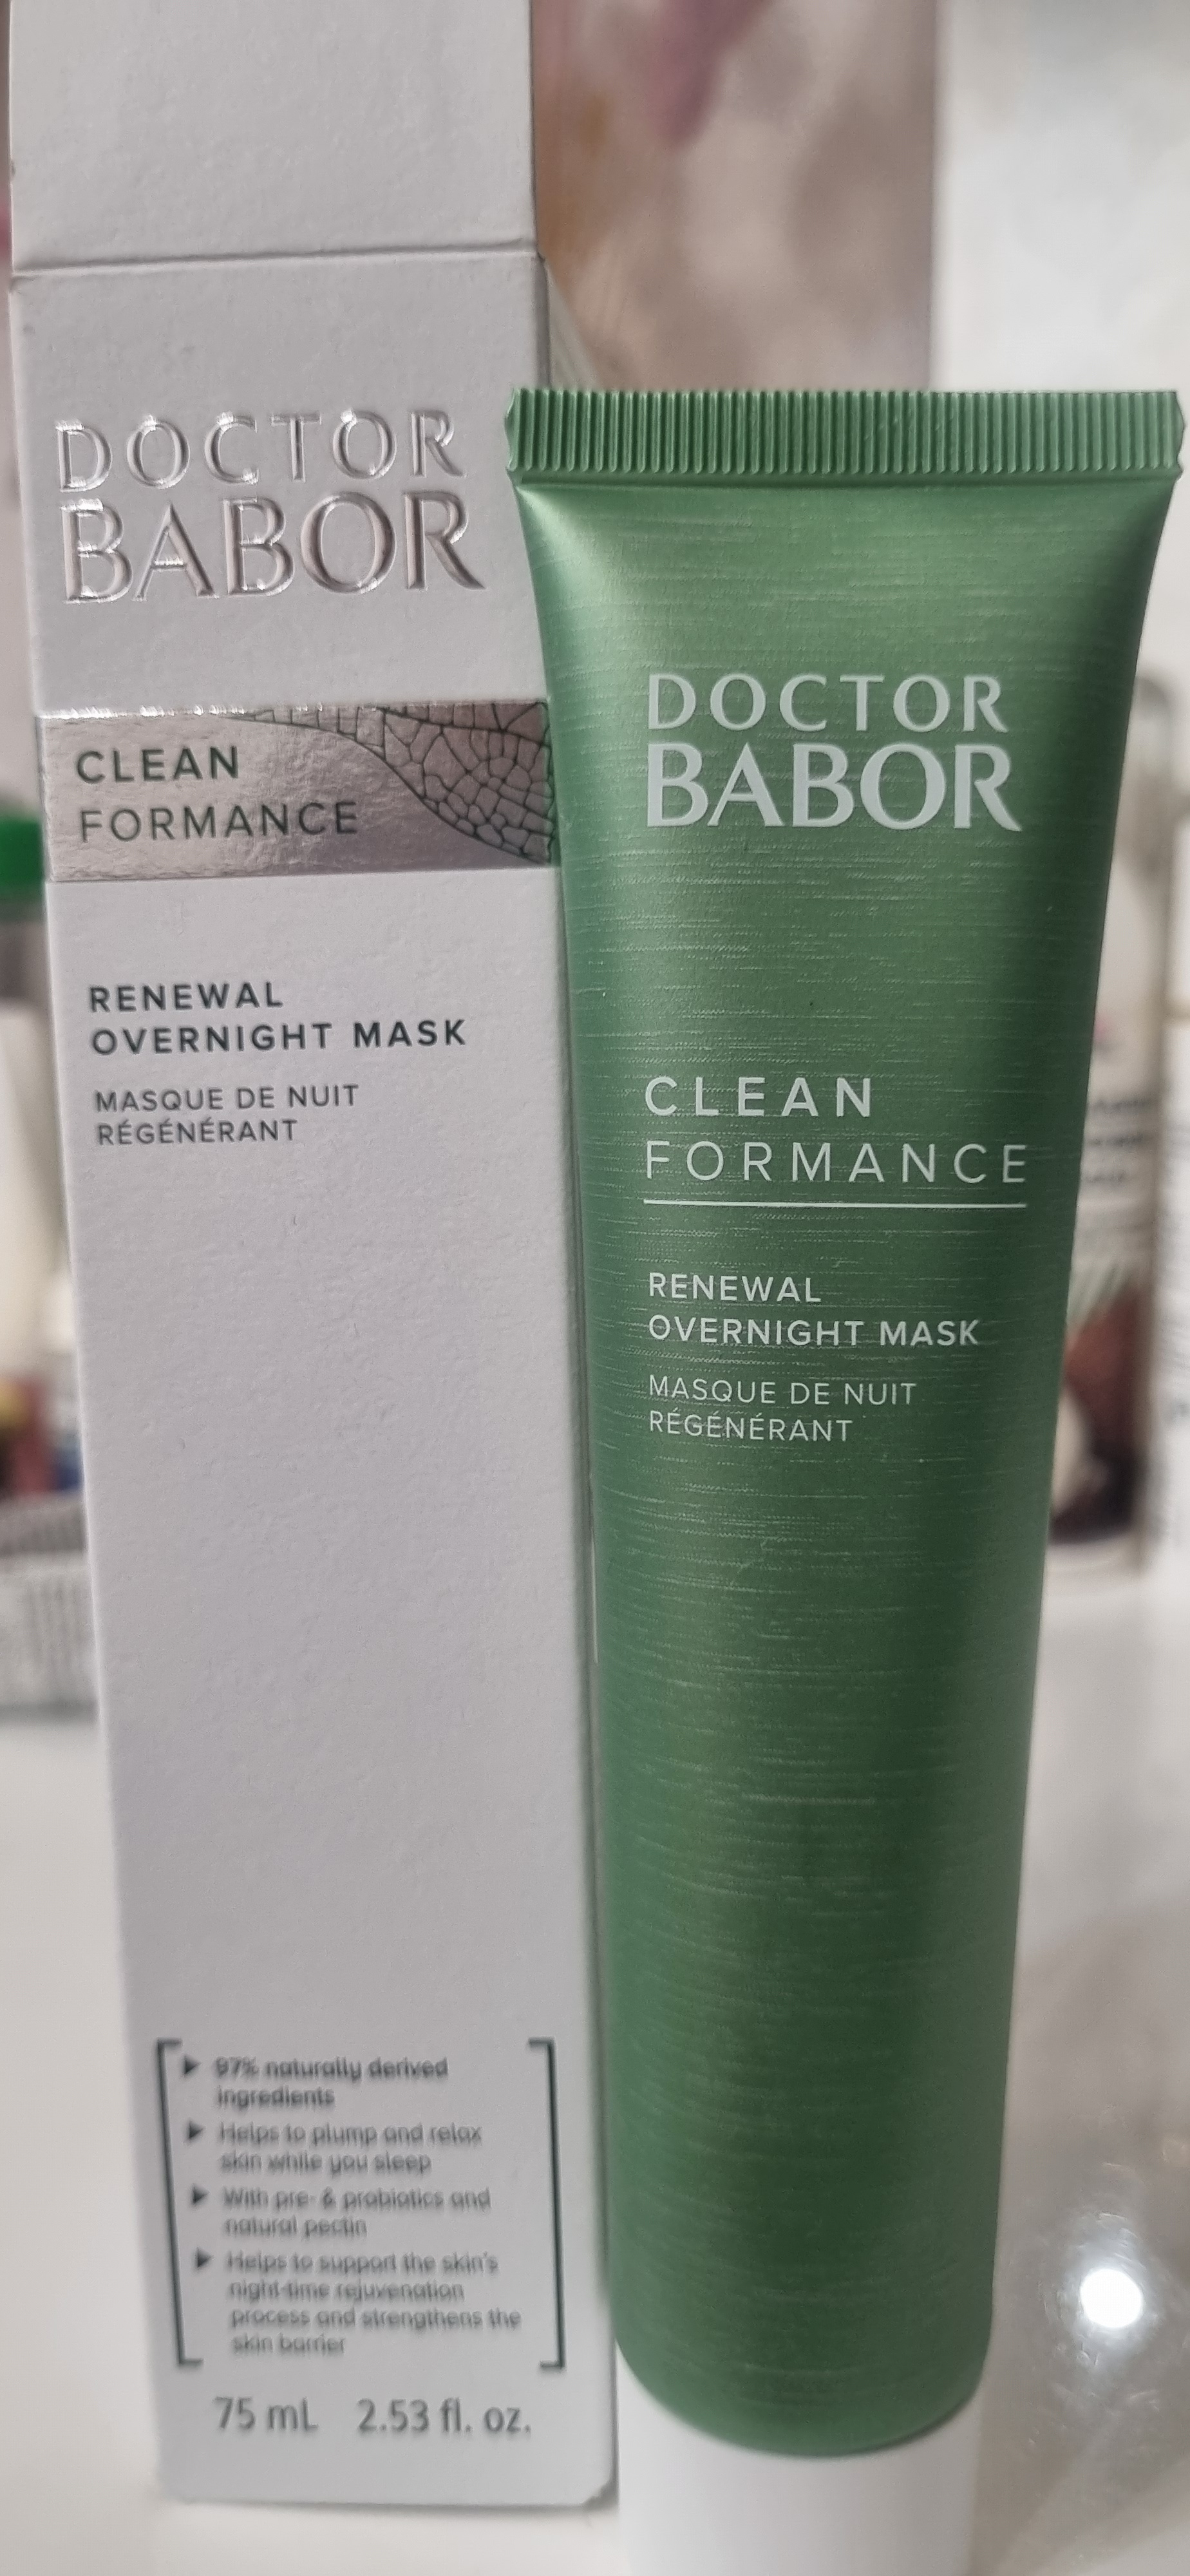 DOCTOR
BABOR
CLEAN
FORMANCE
RENEWAL
OVERNIGHT MASK
MASQUE DE NUIT
RÉGÉNÉRANT
97% naturally derived
ingredients
Helps to plump and relax
skin while you sleep
With pre- & probiotics and
natural pectin
Helps to support the skin's
night-time rejuvenation
process and strengthens the
skin barrier
75 mL 2.53 fl. oz.
DOCTOR
BABOR
CLEAN
FORMANCE
RENEWAL
OVERNIGHT MASK
MASQUE DE NUIT
RÉGÉNÉRANT